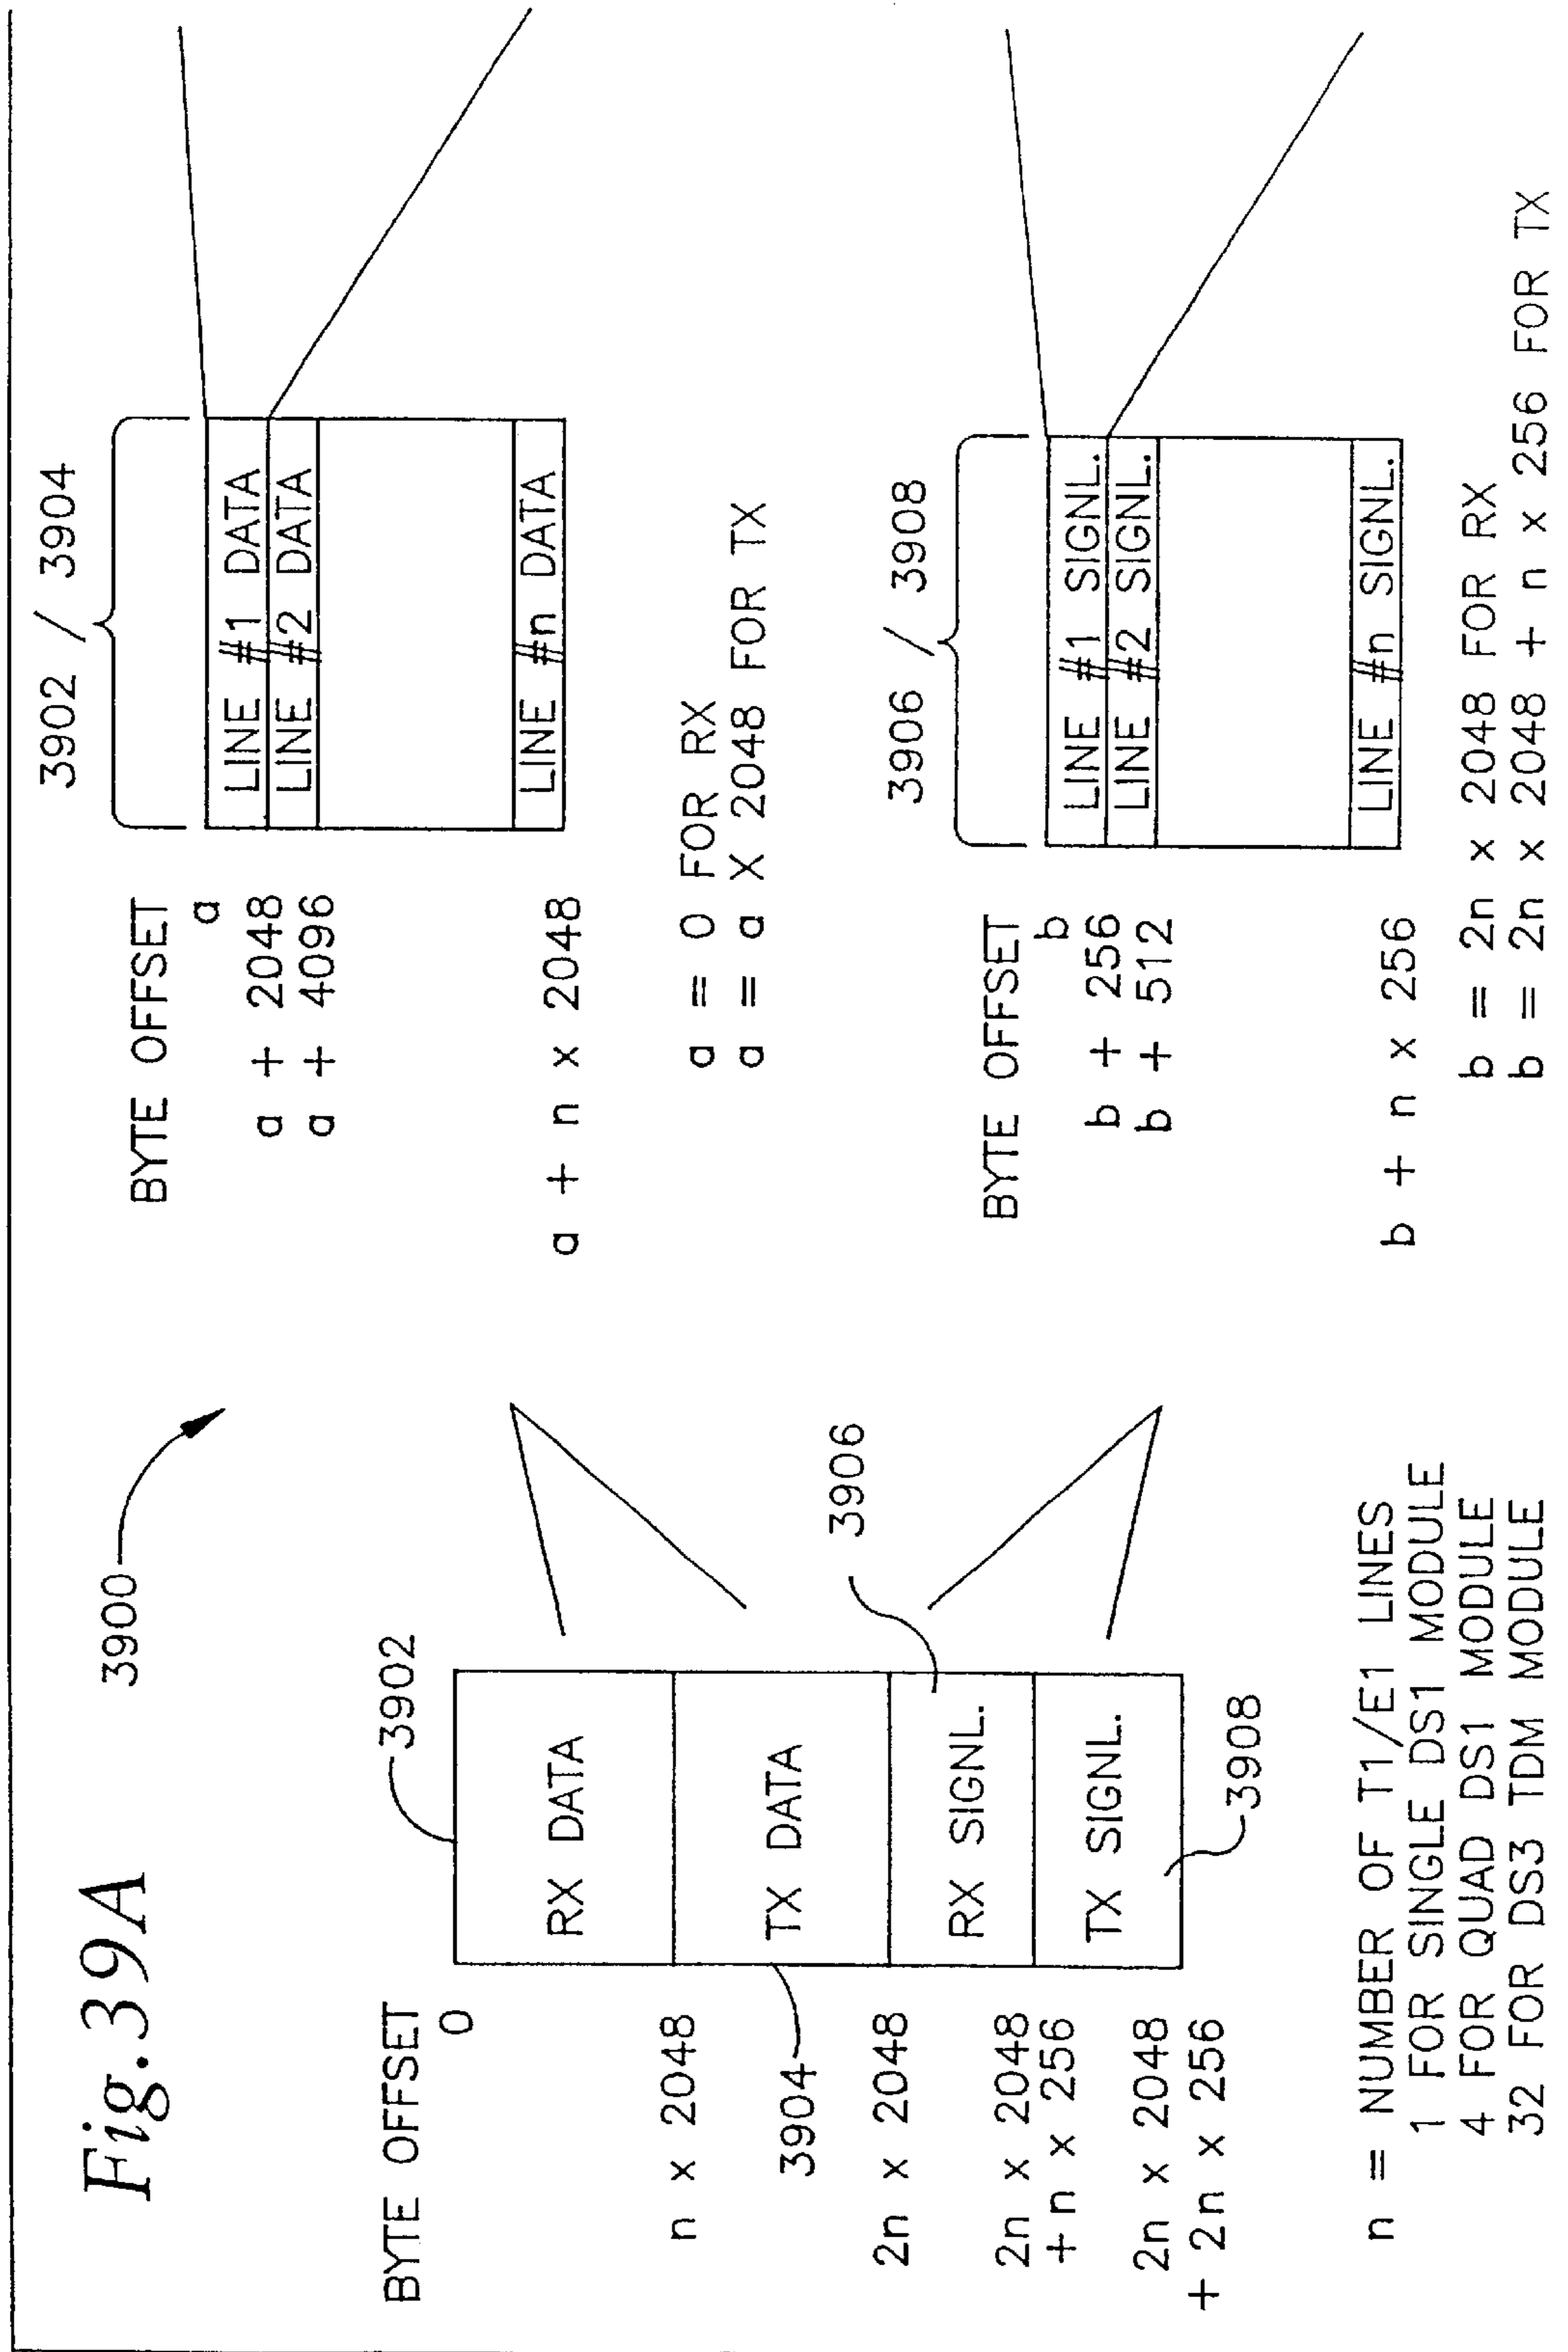 Fig. 39A
3900
BYTE OFFSET
0
n x 2048
2n x 2048
2n x 2048
+ n x 256
2n x 2048
+ 2n x 256
3902
RX DATA
TX DATA
RX SIGNL.
TX SIGNL.
3904
3906
3908
n = NUMBER OF T1/E1 LINES
1 FOR SINGLE DS1 MODULE
4 FOR QUAD DS1 MODULE
32 FOR DS3 TDM MODULE
3902 / 3904
BYTE OFFSET
a
a + 2048
a + 4096
a + n x 2048
LINE #1 DATA
LINE #2 DATA
LINE #n DATA
a = 0 FOR RX
a = a X 2048 FOR TX
3906 / 3908
BYTE OFFSET
b
b + 256
b + 512
b + n x 256
LINE #1 SIGNL.
LINE #2 SIGNL.
LINE #n SIGNL.
b = 2n x 2048 FOR RX
b = 2n x 2048 + n x 256 FOR TX